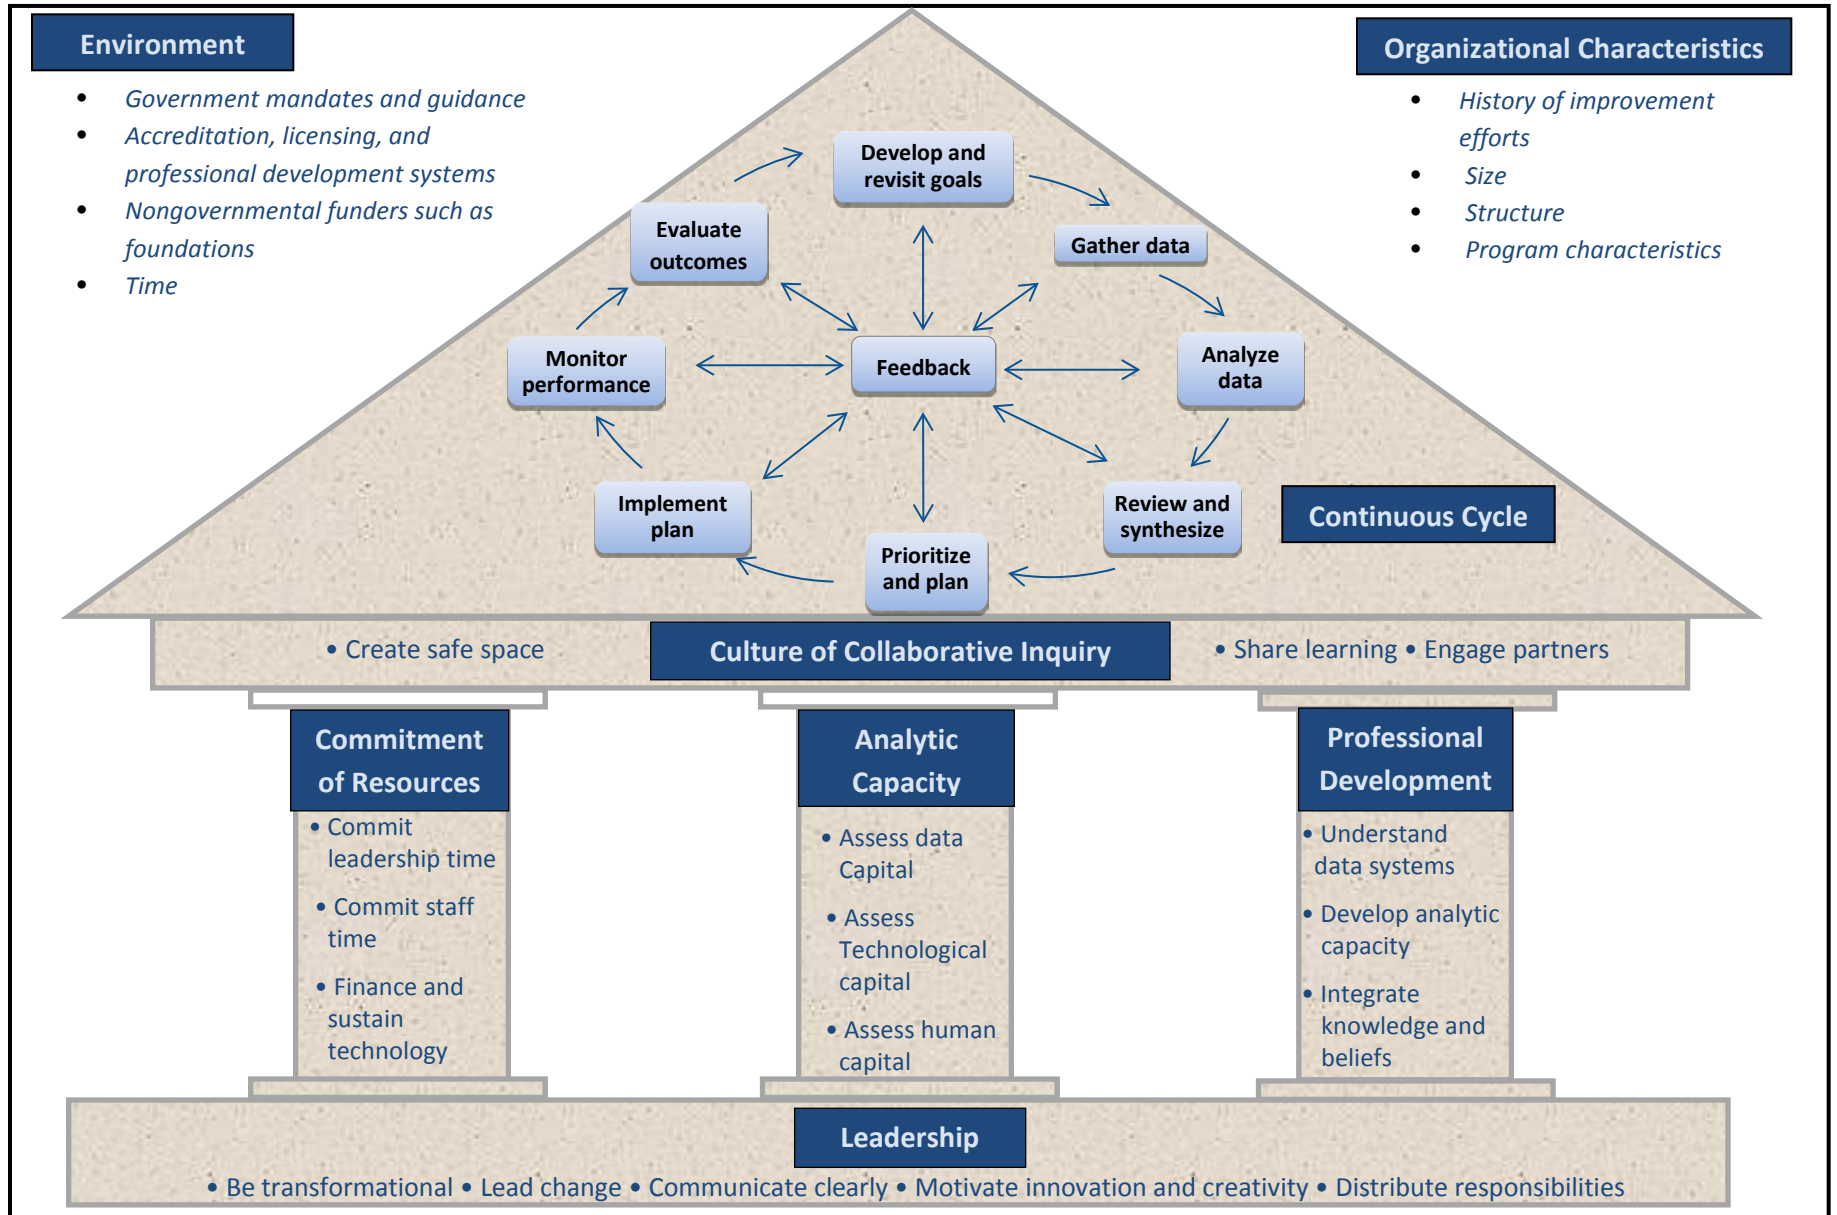 Environment
• Government mandates and guidance
• Accreditation, licensing, and
professional development systems
• Nongovernmental funders such as
foundations
• Time
Organizational Characteristics
• History of improvement
efforts
• Size
• Structure
• Program characteristics
Develop and
revisit goals
Gather data
Analyze
data
Review and
synthesize
Prioritize
and plan
Implement
plan
Monitor
performance
Evaluate
outcomes
Feedback
Continuous Cycle
• Create safe space
Culture of Collaborative Inquiry
• Share learning • Engage partners
Commitment
of Resources
• Commit
leadership time
• Commit staff
time
• Finance and
sustain
technology
Analytic
Capacity
• Assess data
Capital
• Assess
Technological
capital
• Assess human
capital
Professional
Development
• Understand
data systems
• Develop analytic
capacity
• Integrate
knowledge and
beliefs
Leadership
• Be transformational • Lead change • Communicate clearly • Motivate innovation and creativity • Distribute responsibilities